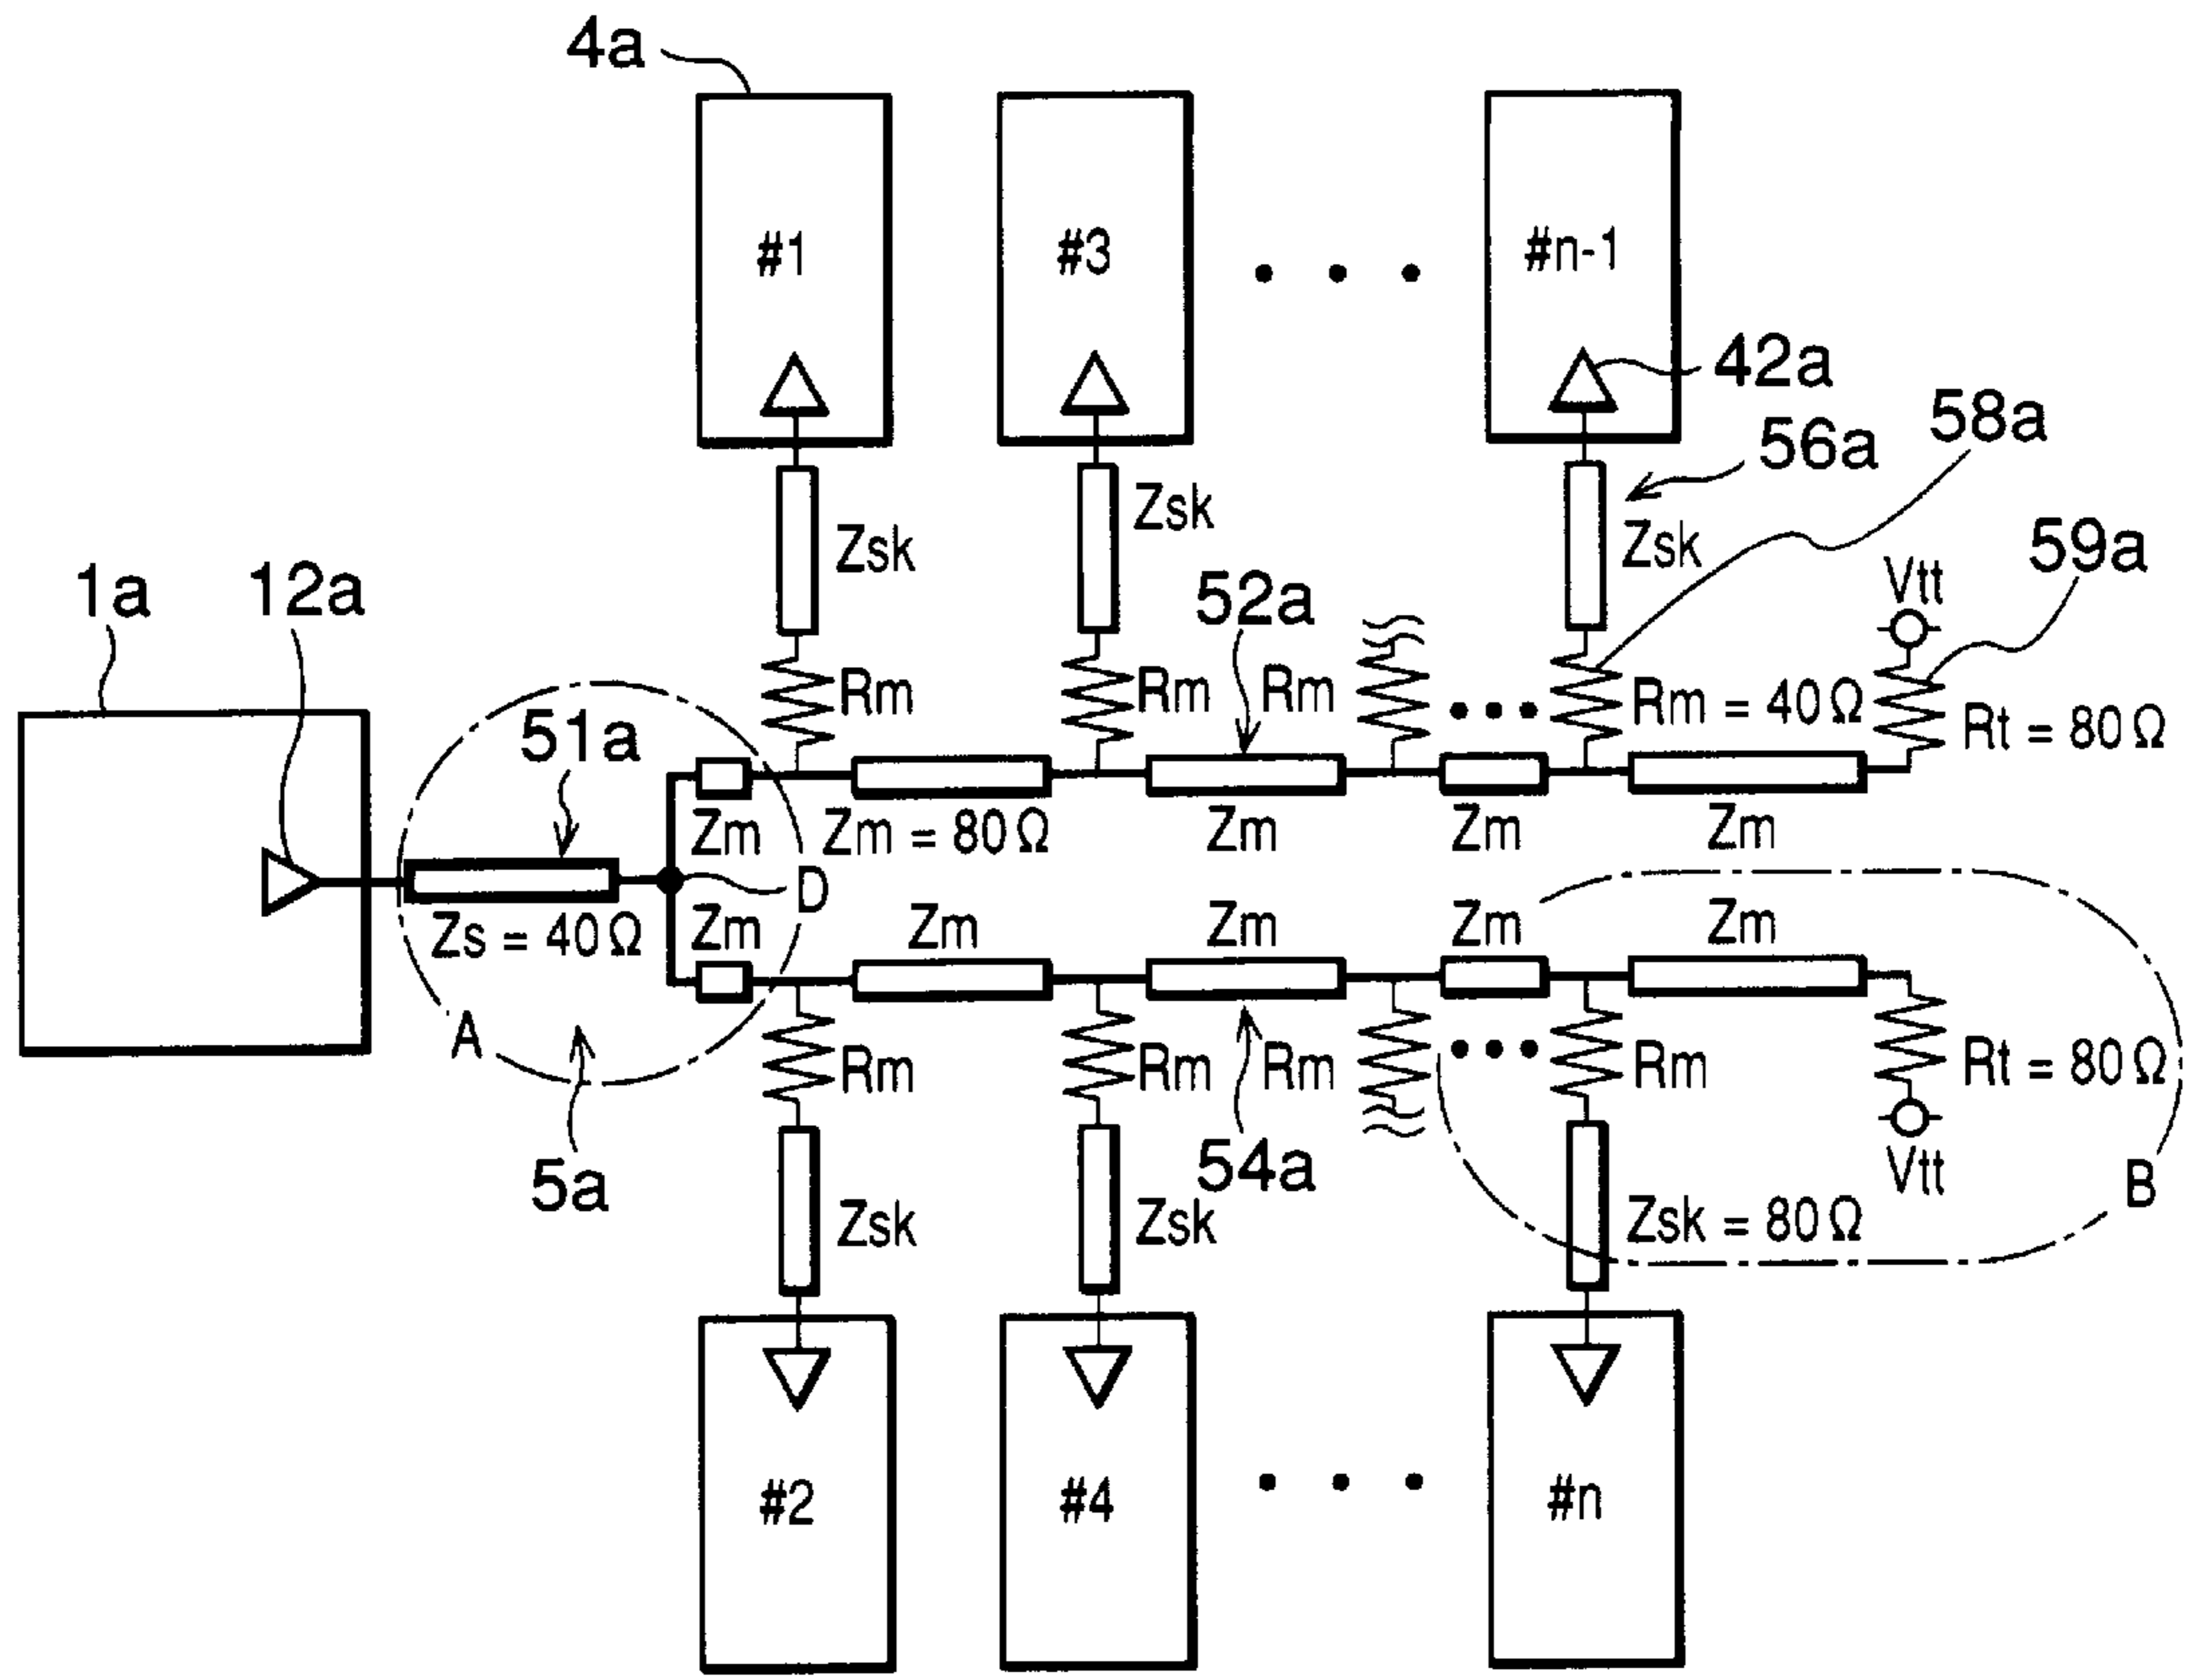 4a
#1
#3
#n-1
42a
58a
56a
Zsk
Zsk
Zsk
59a
Vtt
1a
12a
52a
Rm
Rm
Rm
Rm = 40Ω
Rt = 80Ω
51a
Zm
Zm = 80Ω
Zm
Zm
Zm
D
Zs = 40Ω
Zm
Zm
Zm
Zm
Zm
A
Rm
Rm
Rm
Rm
Rt = 80Ω
5a
54a
Vtt
B
Zsk
Zsk
Zsk = 80Ω
#2
#4
#n